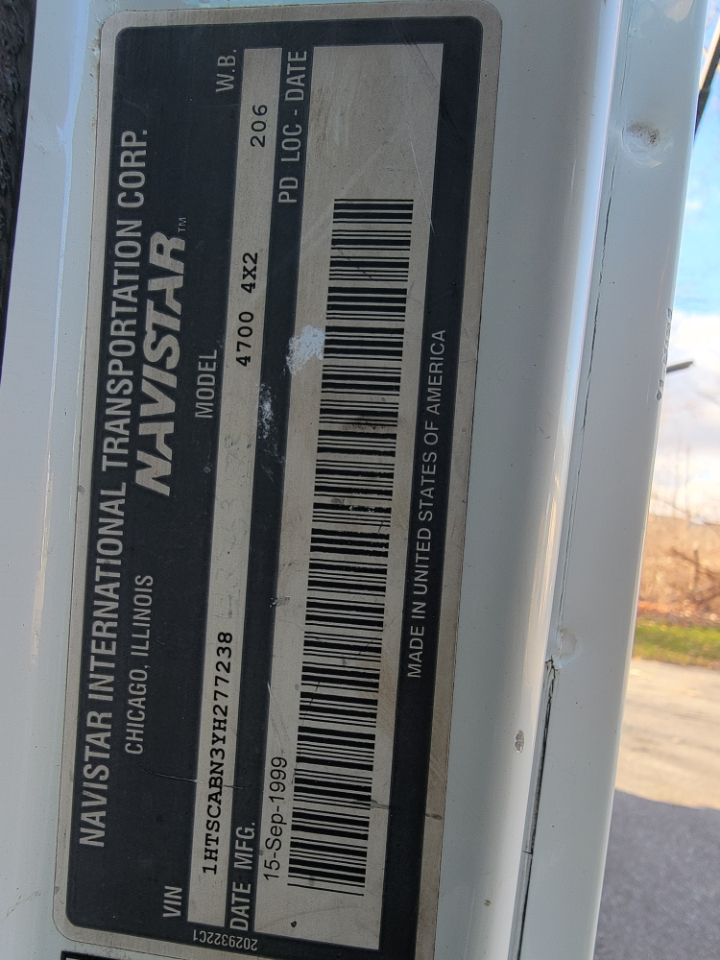 NAVISTAR INTERNATIONAL TRANSPORTATION CORP.
CHICAGO, ILLINOIS
NAVISTAR™
VIN MODEL W.B.
1HTSCABN3YH277238 4700 4X2 206
DATE MFG. PD LOC - DATE
15-Sep-1999
MADE IN UNITED STATES OF AMERICA
2029322C1